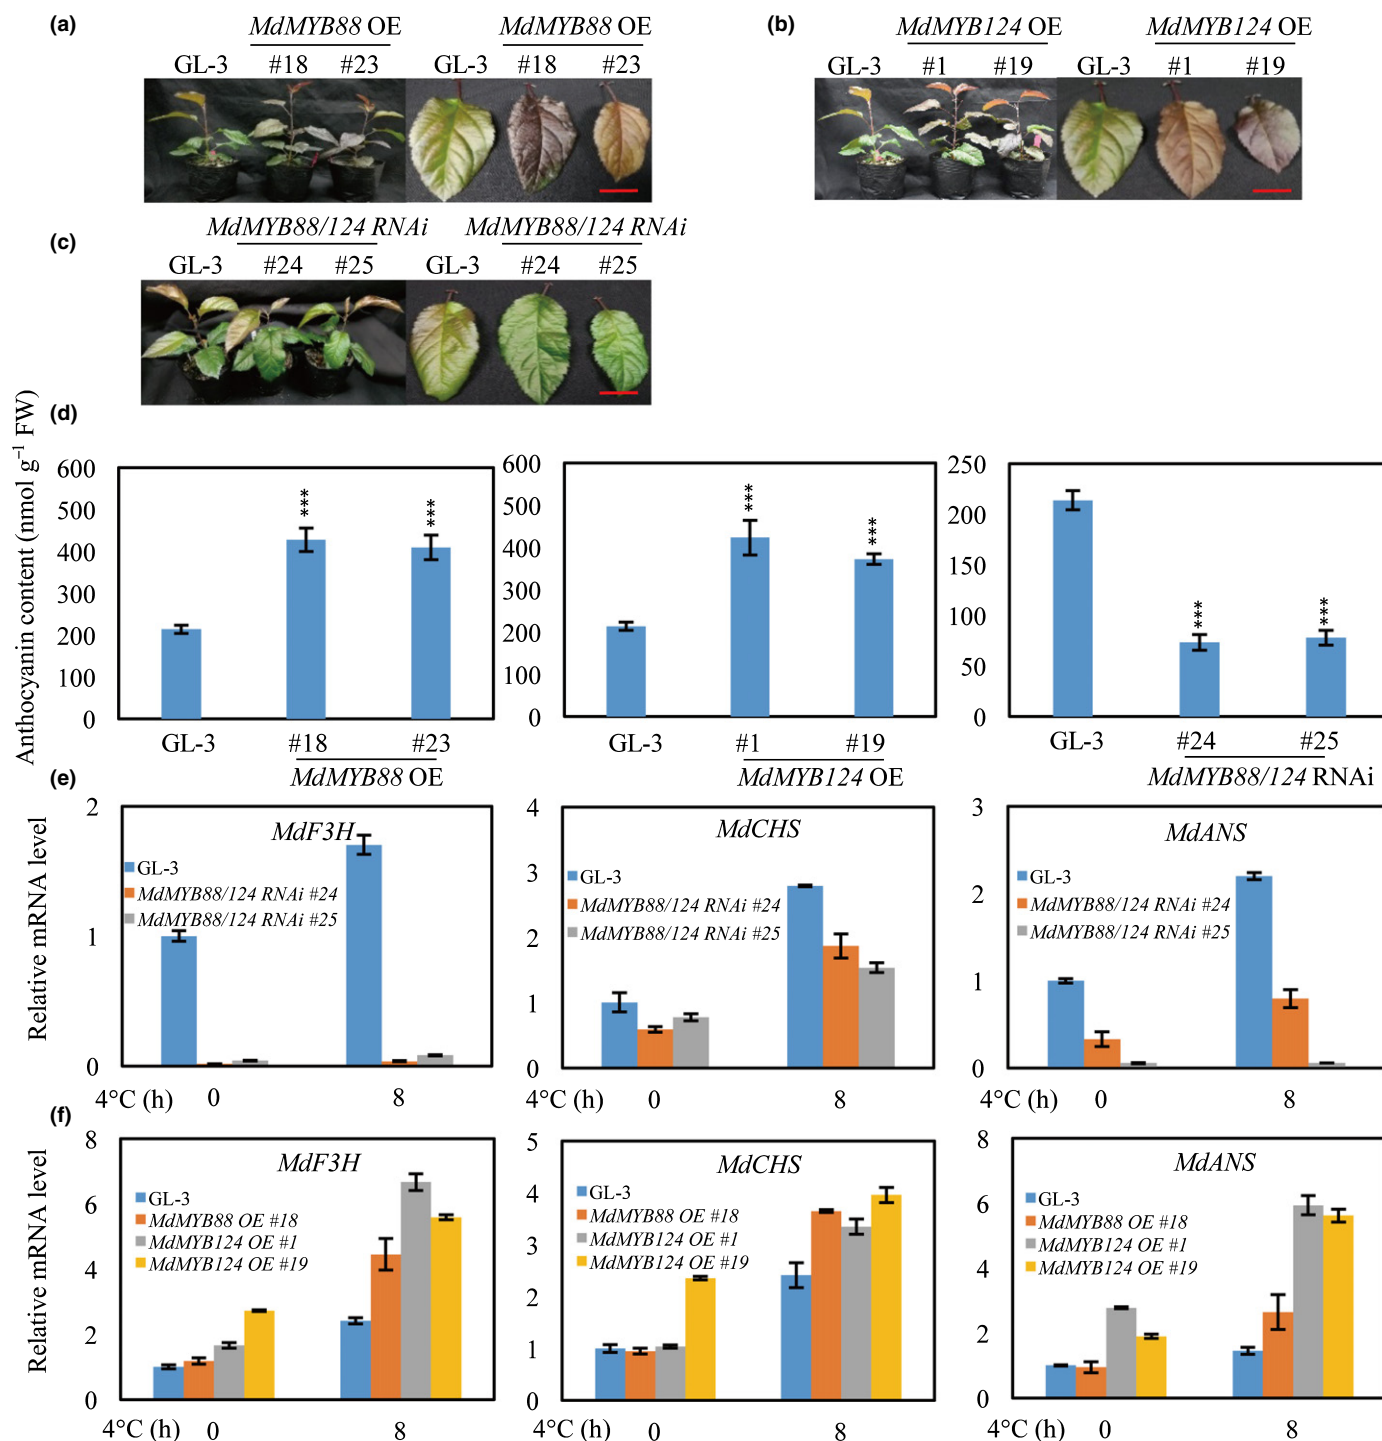 (a) MdMYB88 OE MdMYB88 OE
GL-3 #18 #23 GL-3 #18 #23
(b) MdMYB124 OE MdMYB124 OE
GL-3 #1 #19 GL-3 #1 #19
(c) MdMYB88/124 RNAi MdMYB88/124 RNAi
GL-3 #24 #25 GL-3 #24 #25
(d)
Anthocyanin content (nmol g⁻¹ FW)
600
500
400
300
200
100
0
*** ***
GL-3 #18 #23
MdMYB88 OE
600
500
400
300
200
100
0
*** ***
GL-3 #1 #19
MdMYB124 OE
250
200
150
100
50
0
*** ***
GL-3 #24 #25
MdMYB88/124 RNAi
(e)
Relative mRNA level
2
1
0
MdF3H
GL-3
MdMYB88/124 RNAi #24
MdMYB88/124 RNAi #25
4°C (h) 0 8
4
3
2
1
0
MdCHS
GL-3
MdMYB88/124 RNAi #24
MdMYB88/124 RNAi #25
4°C (h) 0 8
3
2
1
0
MdANS
GL-3
MdMYB88/124 RNAi #24
MdMYB88/124 RNAi #25
4°C (h) 0 8
(f)
Relative mRNA level
8
6
4
2
0
MdF3H
GL-3
MdMYB88 OE #18
MdMYB124 OE #1
MdMYB124 OE #19
4°C (h) 0 8
5
4
3
2
1
0
MdCHS
GL-3
MdMYB88 OE #18
MdMYB124 OE #1
MdMYB124 OE #19
4°C (h) 0 8
8
6
4
2
0
MdANS
GL-3
MdMYB88 OE #18
MdMYB124 OE #1
MdMYB124 OE #19
4°C (h) 0 8